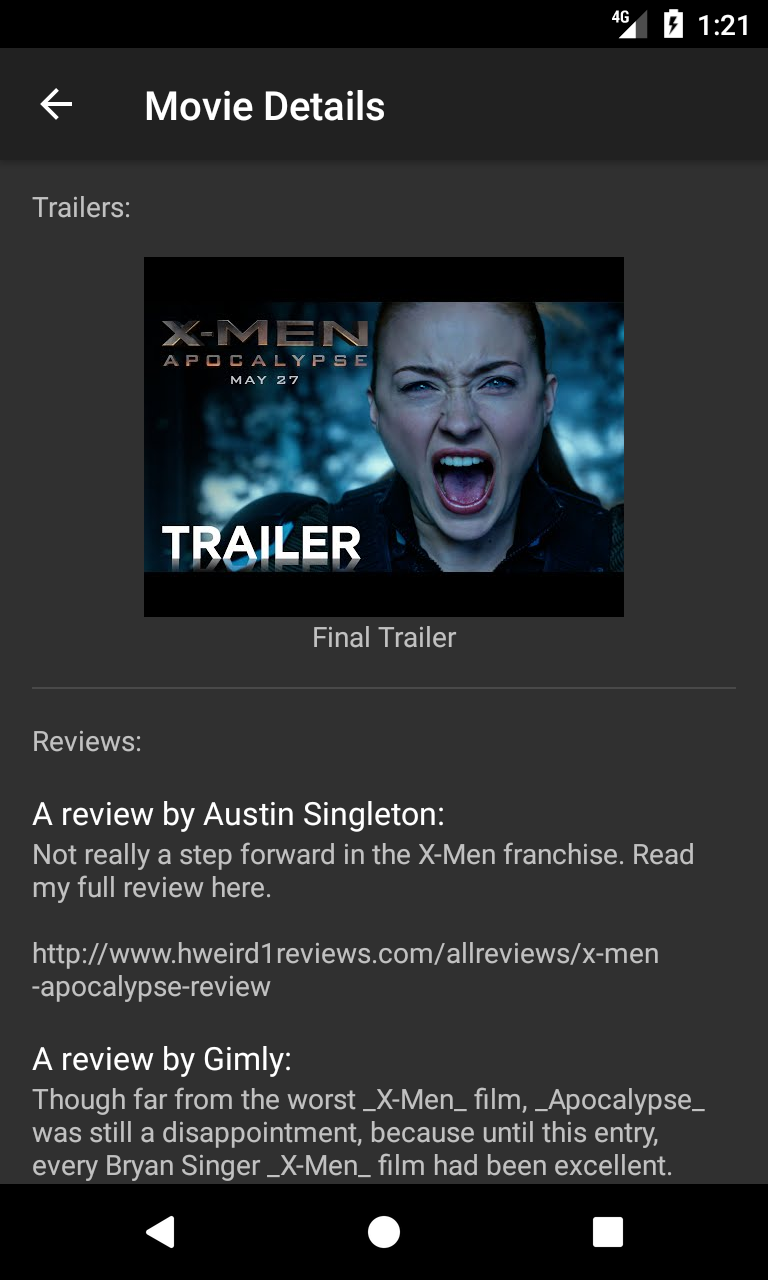 4G 1:21
Movie Details
Trailers:
X-MEN
APOCALYPSE
MAY 27
TRAILER
Final Trailer
Reviews:
A review by Austin Singleton:
Not really a step forward in the X-Men franchise. Read
my full review here.
http://www.hweird1reviews.com/allreviews/x-men
-apocalypse-review
A review by Gimly:
Though far from the worst _X-Men_ film, _Apocalypse_
was still a disappointment, because until this entry,
every Bryan Singer _X-Men_ film had been excellent.